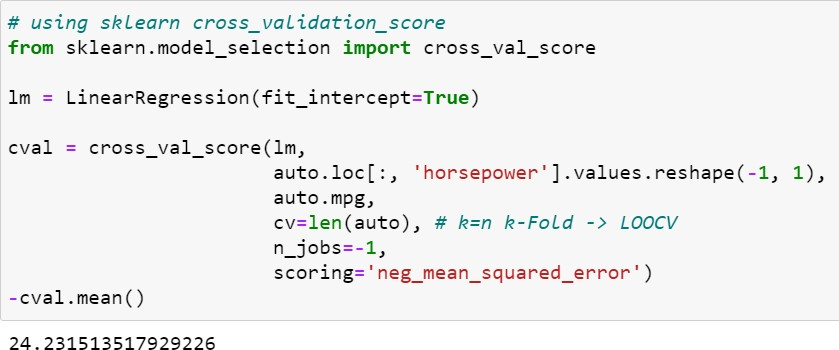 # using sklearn cross_validation_score
from sklearn.model_selection import cross_val_score
lm = LinearRegression(fit_intercept=True)
cval = cross_val_score(lm,
auto.loc[:, 'horsepower'].values.reshape(-1, 1),
auto.mpg,
cv=len(auto), # k=n k-Fold -> LOOCV
n_jobs=-1,
scoring='neg_mean_squared_error')
-cval.mean()
24.231513517929226